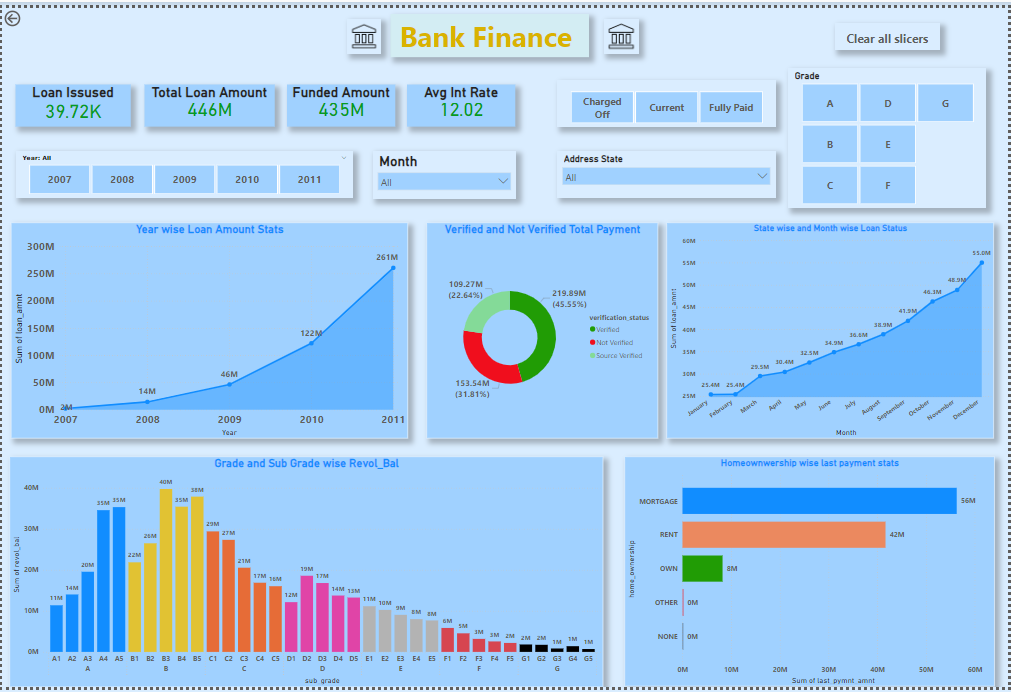 Bank Finance
Clear all slicers
Loan Issused
39.72K
Total Loan Amount
446M
Funded Amount
435M
Avg Int Rate
12.02
Charged Off
Current
Fully Paid
Grade
A
D
G
B
E
C
F
Year: All
2007
2008
2009
2010
2011
Month
All
Address State
All
Year wise Loan Amount Stats
Sum of loan_amnt
300M
250M
200M
150M
100M
50M
0M
2M
14M
46M
122M
261M
2007
2008
2009
2010
2011
Year
Verified and Not Verified Total Payment
109.27M
(22.64%)
219.89M
(45.55%)
153.54M
(31.81%)
verification_status
Verified
Not Verified
Source Verified
State wise and Month wise Loan Status
Sum of loan_amnt
60M
55M
50M
45M
40M
35M
30M
25M
25.4M
25.4M
29.5M
30.4M
32.5M
34.9M
36.6M
38.9M
41.9M
46.3M
48.9M
55.0M
January
February
March
April
May
June
July
August
September
October
November
December
Month
Grade and Sub Grade wise Revol_Bal
Sum of revol_bal
40M
30M
20M
10M
0M
11M
14M
20M
35M
35M
22M
26M
40M
35M
38M
29M
27M
21M
17M
16M
12M
19M
17M
14M
13M
11M
10M
9M
8M
8M
6M
5M
3M
3M
2M
2M
2M
1M
1M
1M
A1 A2 A3 A4 A5 B1 B2 B3 B4 B5 C1 C2 C3 C4 C5 D1 D2 D3 D4 D5 E1 E2 E3 E4 E5 F1 F2 F3 F4 F5 G1 G2 G3 G4 G5
A B C D E F G
sub_grade
Homeownwership wise last payment stats
home_ownership
MORTGAGE
56M
RENT
42M
OWN
8M
OTHER
0M
NONE
0M
0M 10M 20M 30M 40M 50M 60M
Sum of last_pymnt_amnt